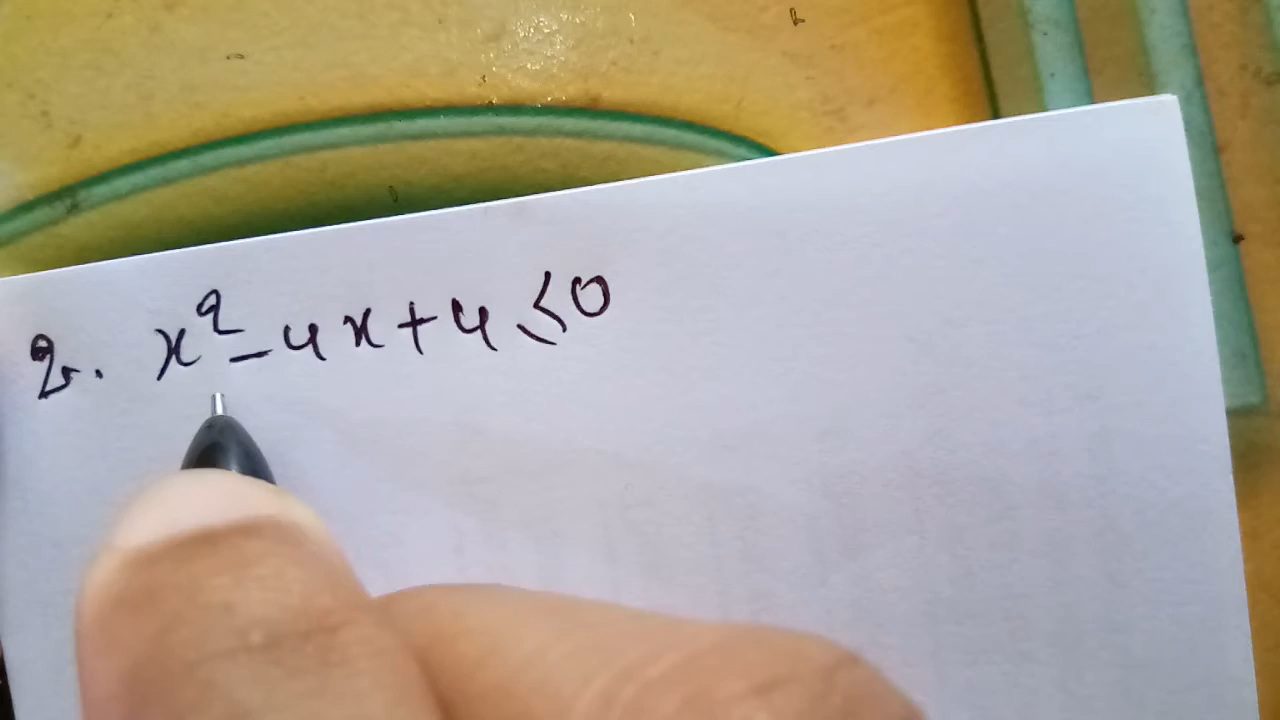 2. x² - 4x + 4 ≤ 0